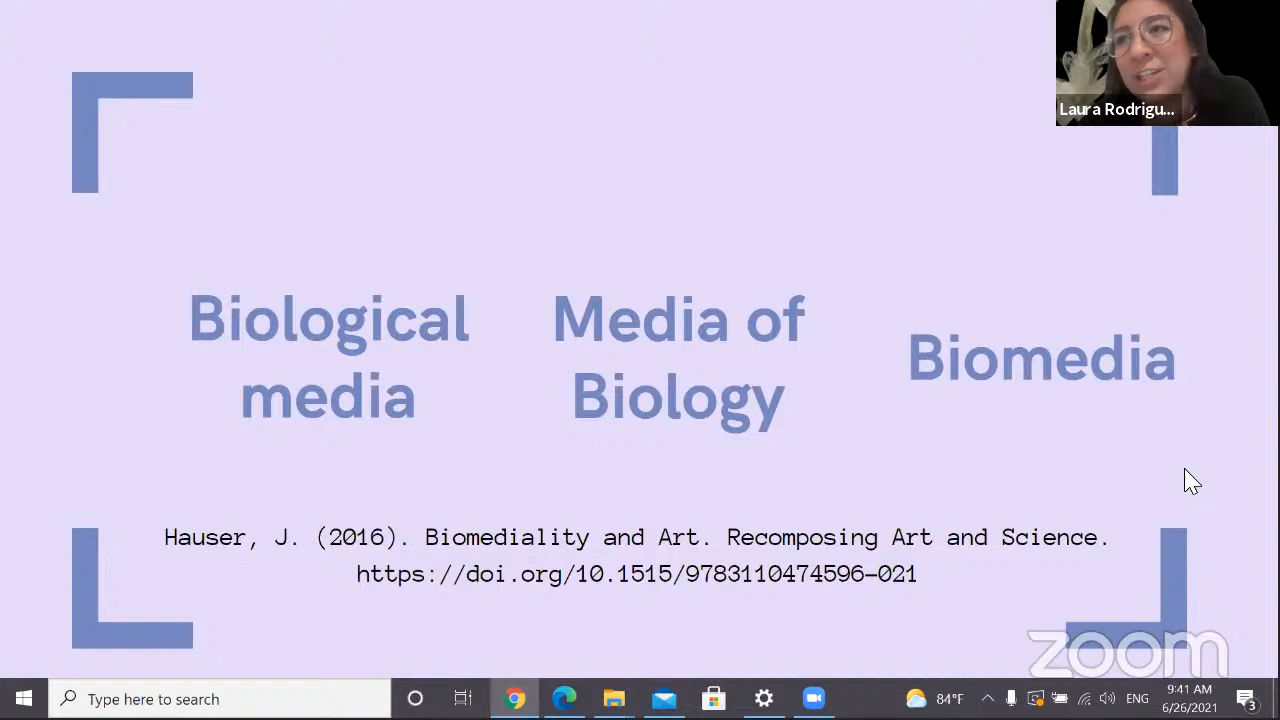 Laura Rodrigu...
Biological
media
Media of
Biology
Biomedia
Hauser, J. (2016). Biomediality and Art. Recomposing Art and Science.
https://doi.org/10.1515/9783110474596-021
zoom
Type here to search
84°F
ENG
9:41 AM
6/26/2021
3